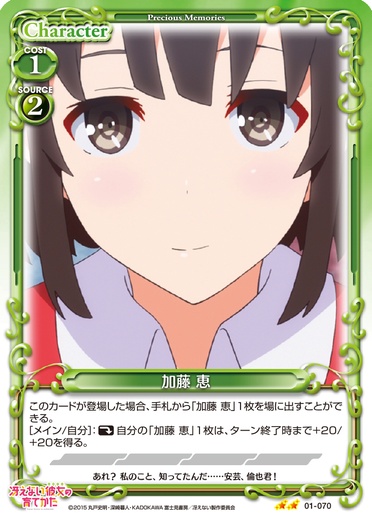 Precious Memories
Character
COST
1
SOURCE
2
加藤 恵
このカードが登場した場合、手札から「加藤 恵」1枚を場に出すことがで
きる。
[メイン/自分]: 自分の「加藤 恵」1枚は、ターン終了時まで+20/
+20を得る。
あれ? 私のこと、知ってたんだ……安芸、倫也君!
冴えない彼女の
育てかた
01-070
©2015 丸戸史明・深崎暮人・KADOKAWA 富士見書房/冴えない製作委員会